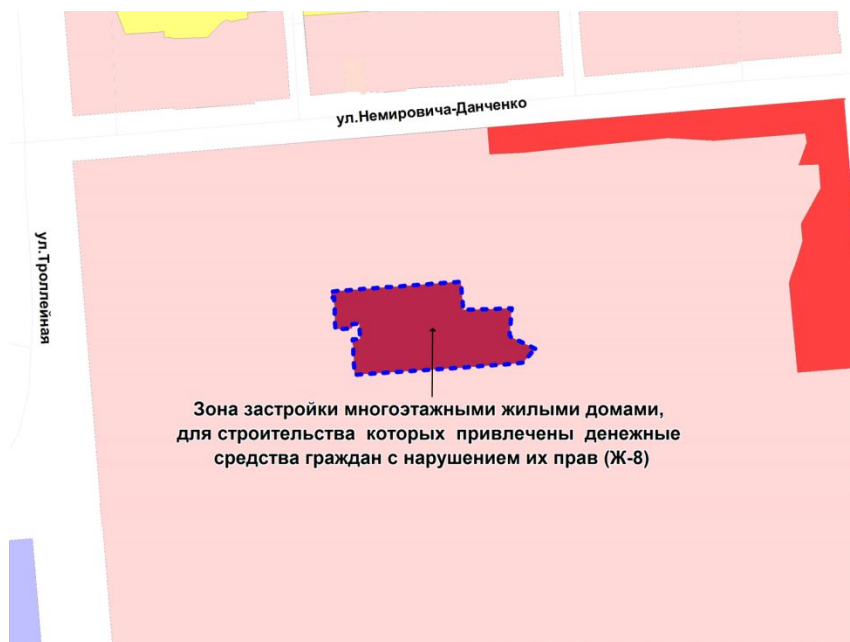 ул.Немировича-Данченко
ул.Троллейная
Зона застройки многоэтажными жилыми домами,
для строительства которых привлечены денежные
средства граждан с нарушением их прав (Ж-8)